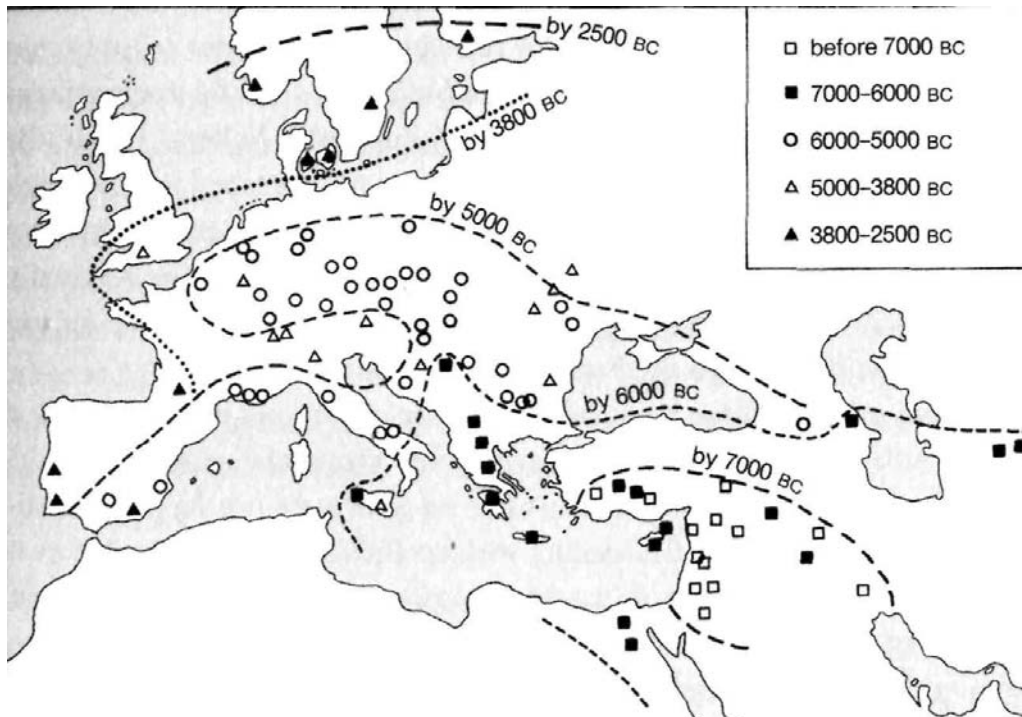 by 2500 BC
by 3800 BC
by 5000 BC
by 6000 BC
by 7000 BC
before 7000 BC
7000–6000 BC
6000–5000 BC
5000–3800 BC
3800–2500 BC